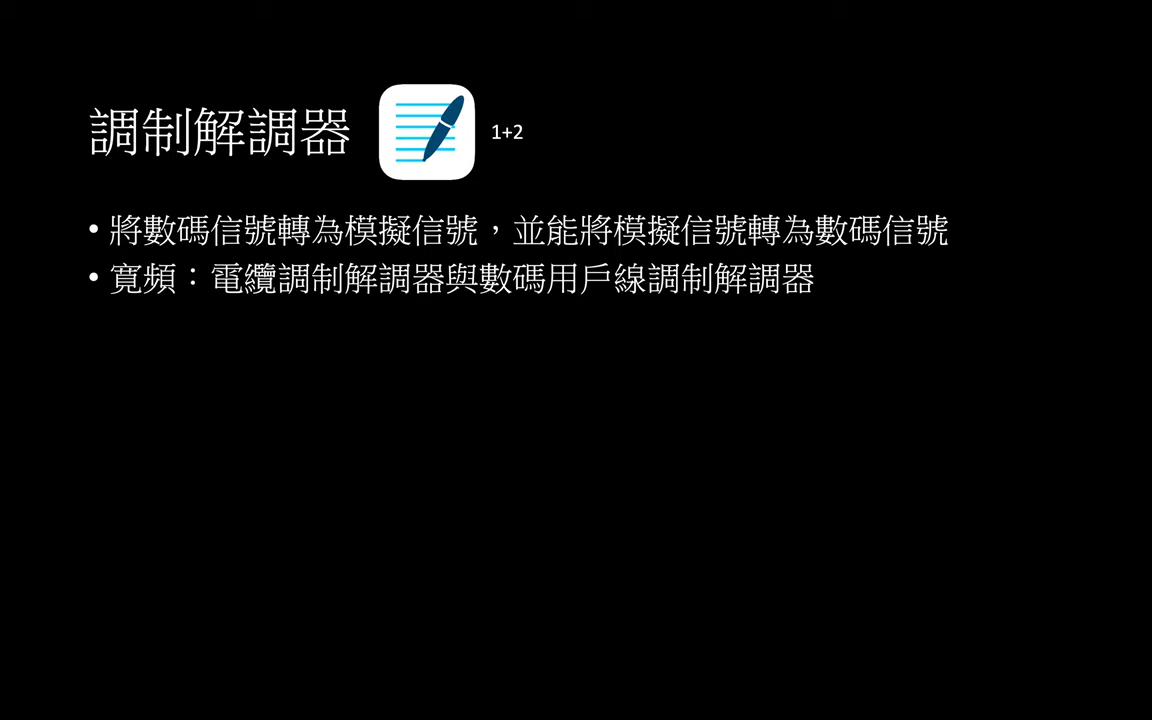 調制解調器 1+2
• 將數碼信號轉為模擬信號，並能將模擬信號轉為數碼信號
• 寬頻：電纜調制解調器與數碼用戶線調制解調器